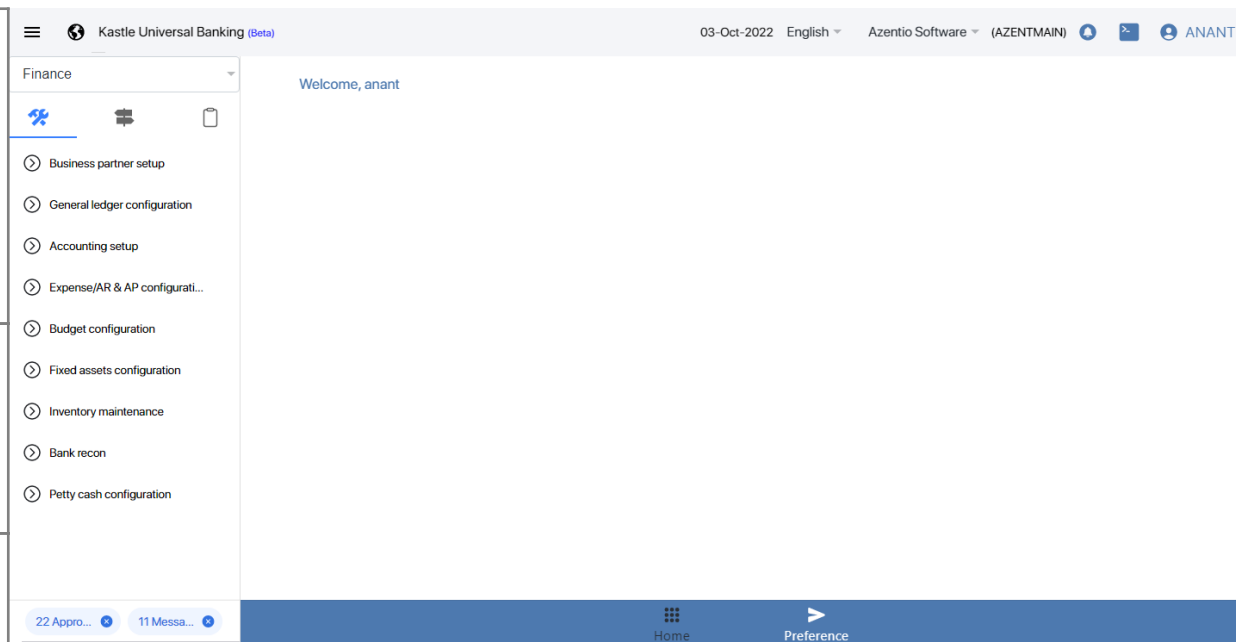 Kastle Universal Banking (Beta)
03-Oct-2022 English Azentio Software (AZENTMAIN) ANANT
Finance
Welcome, anant
Business partner setup
General ledger configuration
Accounting setup
Expense/AR & AP configurati...
Budget configuration
Fixed assets configuration
Inventory maintenance
Bank recon
Petty cash configuration
22 Appro... 11 Messa...
Home Preference